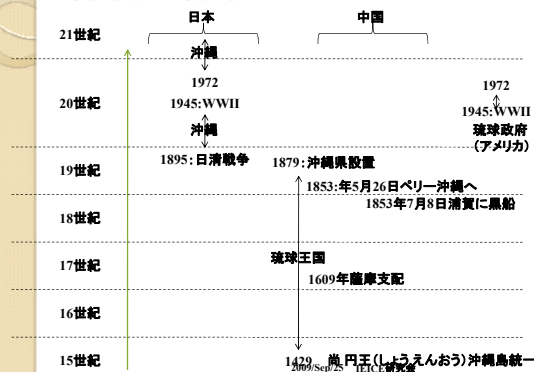 日本
中国
21世紀
沖縄
1972
1972
20世紀
1945:WWII
1945:WWII
沖縄
琉球政府
(アメリカ)
1895:日清戦争
1879:沖縄県設置
19世紀
1853:年5月26日ペリー沖縄へ
1853年7月8日浦賀に黒船
18世紀
琉球王国
17世紀
1609年薩摩支配
16世紀
15世紀
1429 尚 円王(しょうえんおう)沖縄島統一
2009/Sep/25 IEICE研究会